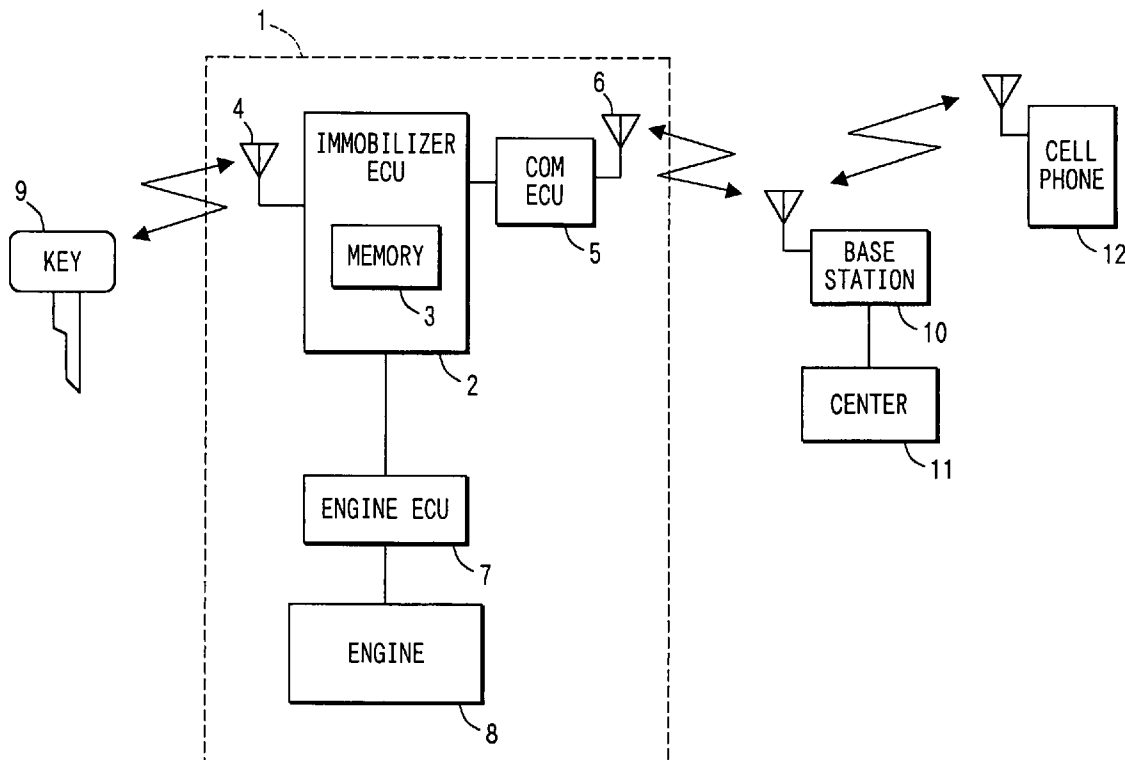 1
4
6
IMMOBILIZER
ECU
COM
ECU
5
CELL
PHONE
12
9
KEY
MEMORY
3
2
BASE
STATION
10
CENTER
11
ENGINE ECU
7
ENGINE
8